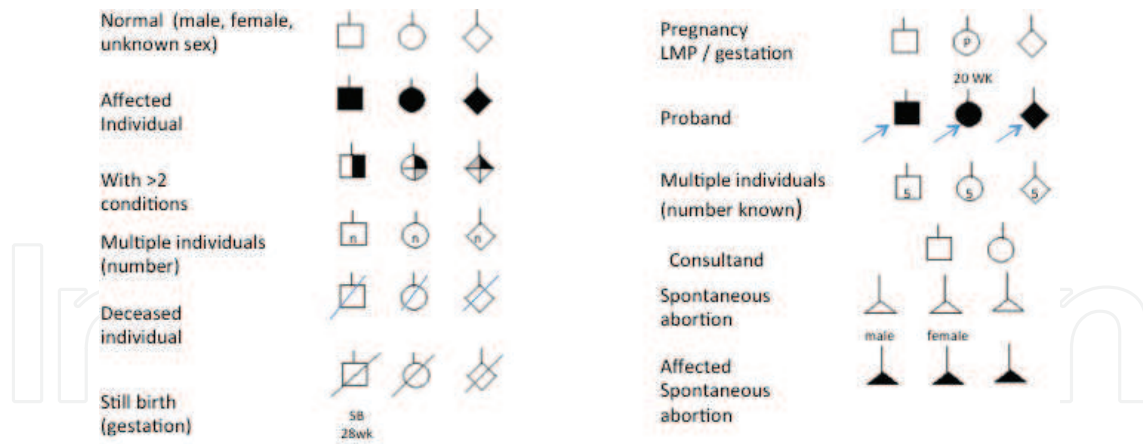 Normal (male, female,
unknown sex)
Affected
Individual
With >2
conditions
Multiple individuals
(number)
n n n
Deceased
individual
Still birth
(gestation)
SB
28wk
Pregnancy
LMP / gestation
P
20 WK
Proband
Multiple individuals
(number known)
5 5 5
Consultand
Spontaneous
abortion
male female
Affected
Spontaneous
abortion